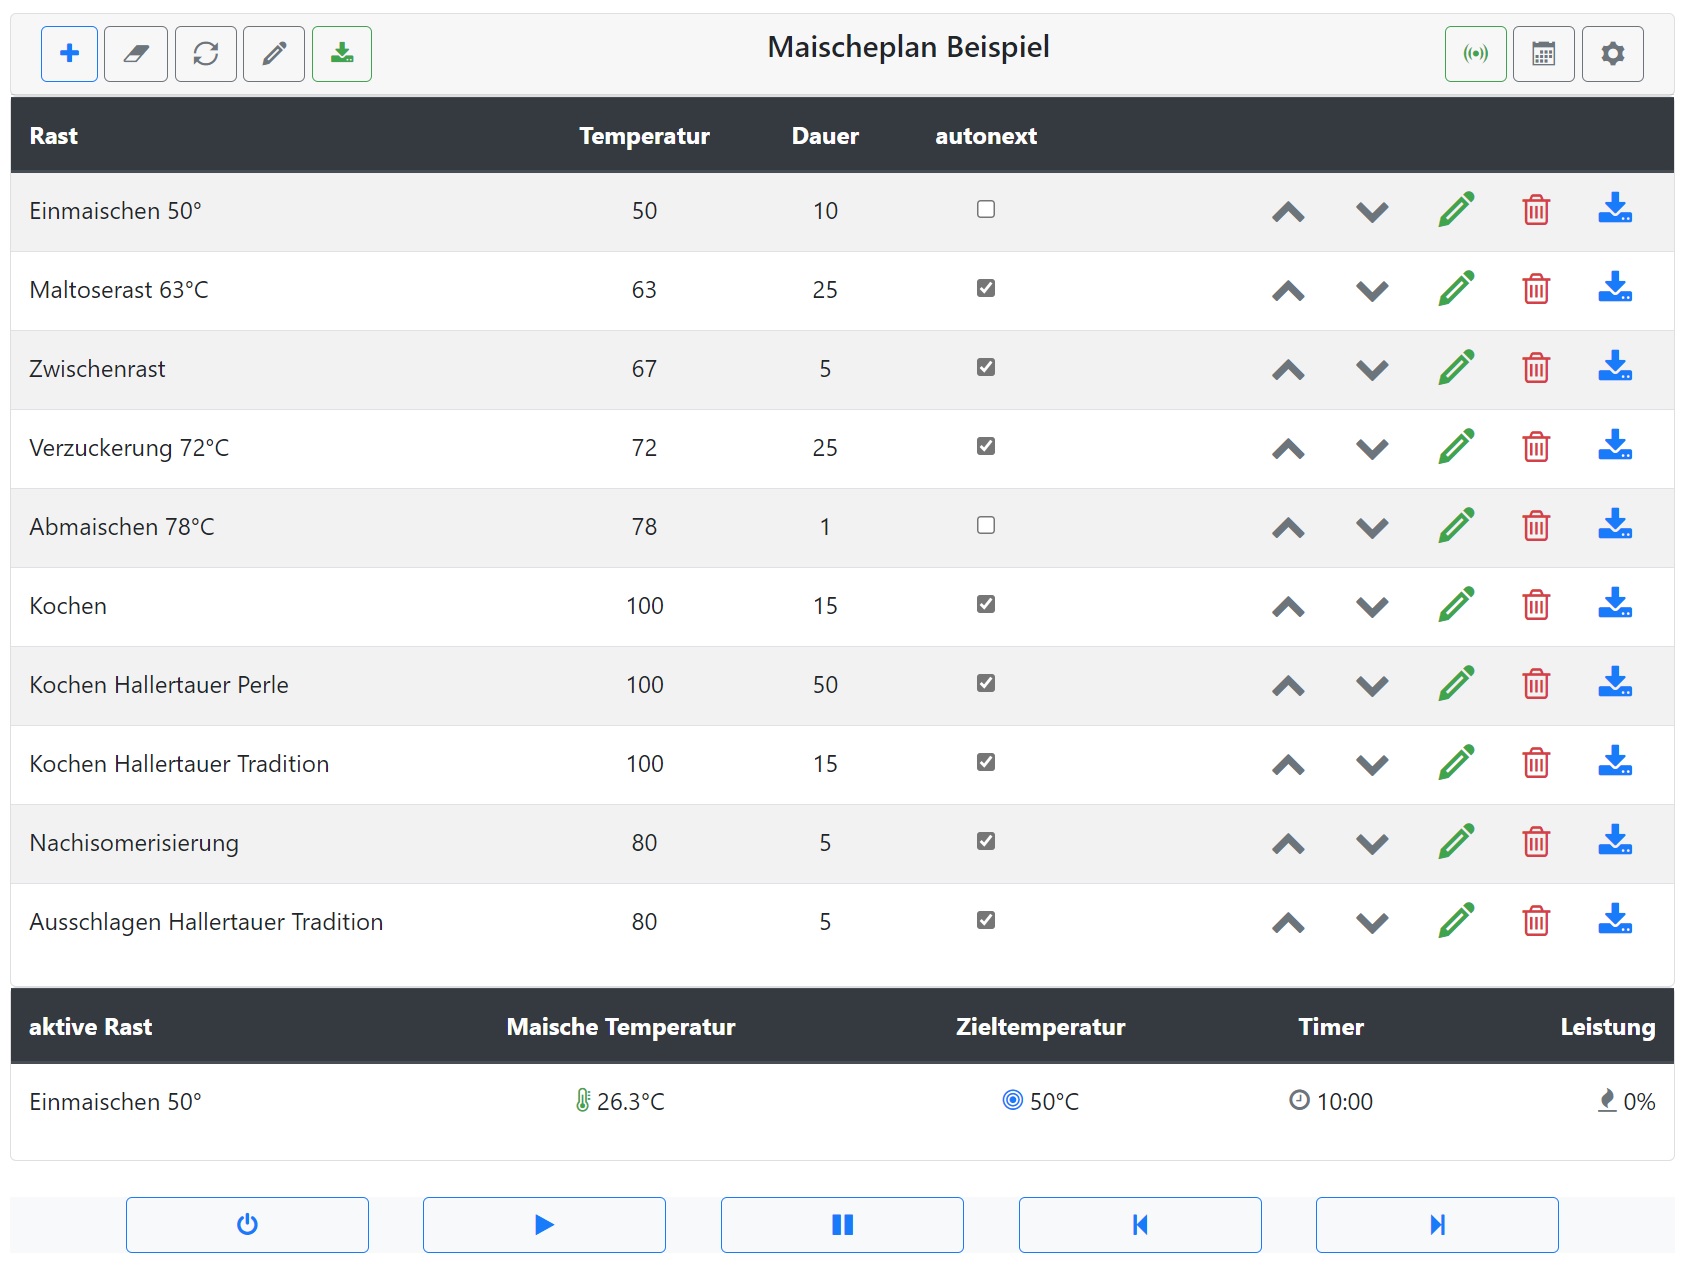 Maischeplan Beispiel
Rast Temperatur Dauer autonext
Einmaischen 50° 50 10
Maltoserast 63°C 63 25
Zwischenrast 67 5
Verzuckerung 72°C 72 25
Abmaischen 78°C 78 1
Kochen 100 15
Kochen Hallertauer Perle 100 50
Kochen Hallertauer Tradition 100 15
Nachisomerisierung 80 5
Ausschlagen Hallertauer Tradition 80 5
aktive Rast Maische Temperatur Zieltemperatur Timer Leistung
Einmaischen 50° 26.3°C 50°C 10:00 0%